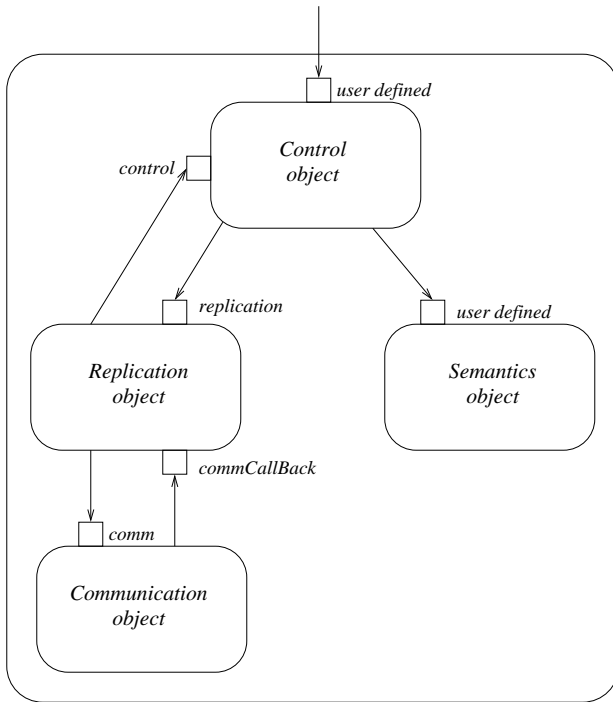 user defined
Control
object
control
replication
user defined
Replication
object
Semantics
object
commCallBack
comm
Communication
object